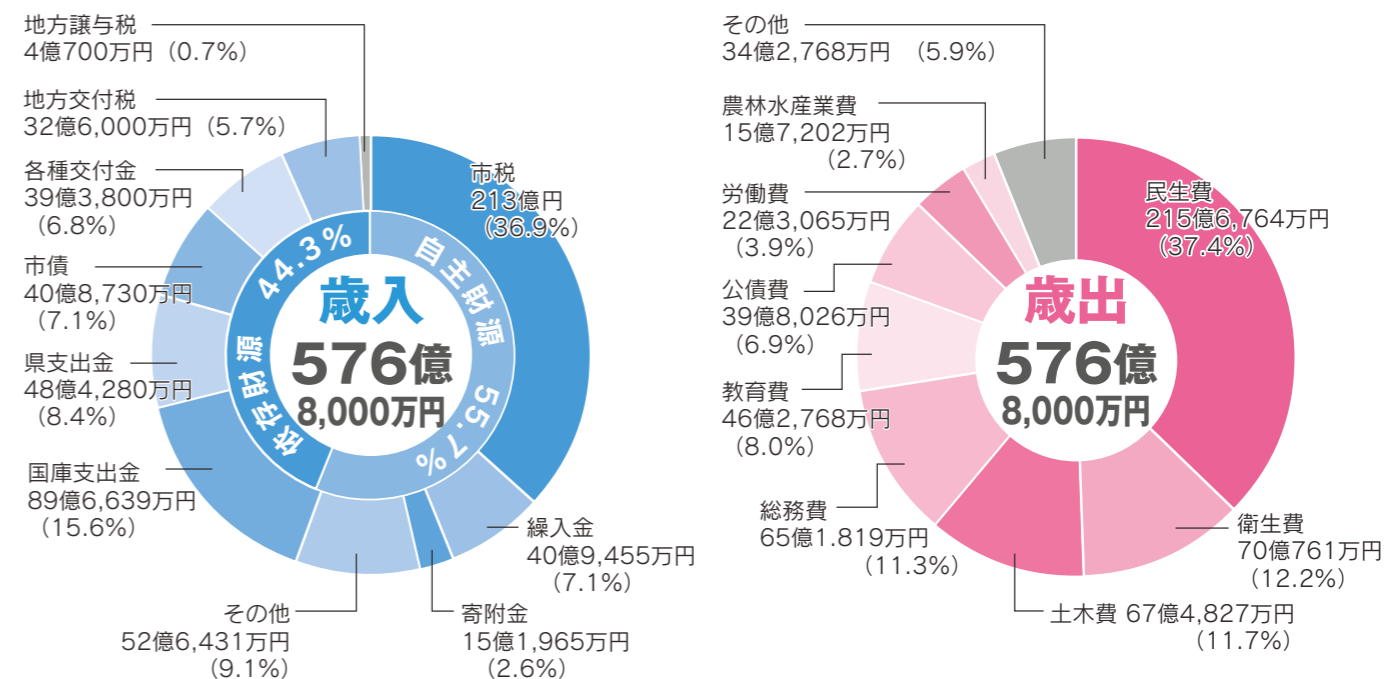 地方譲与税
4億700万円（0.7%）
地方交付税
32億6,000万円（5.7%）
各種交付金
39億3,800万円
（6.8%）
市債
40億8,730万円
（7.1%）
県支出金
48億4,280万円
（8.4%）
国庫支出金
89億6,639万円
（15.6%）
その他
52億6,431万円
（9.1%）
寄附金
15億1,965万円
（2.6%）
繰入金
40億9,455万円
（7.1%）
市税
213億円
（36.9%）
自主財源 55.7%
依存財源 44.3%
歳入
576億
8,000万円
その他
34億2,768万円 （5.9%）
農林水産業費
15億7,202万円
（2.7%）
労働費
22億3,065万円
（3.9%）
公債費
39億8,026万円
（6.9%）
教育費
46億2,768万円
（8.0%）
総務費
65億1.819万円
（11.3%）
土木費 67億4,827万円
（11.7%）
衛生費
70億761万円
（12.2%）
民生費
215億6,764万円
（37.4%）
歳出
576億
8,000万円